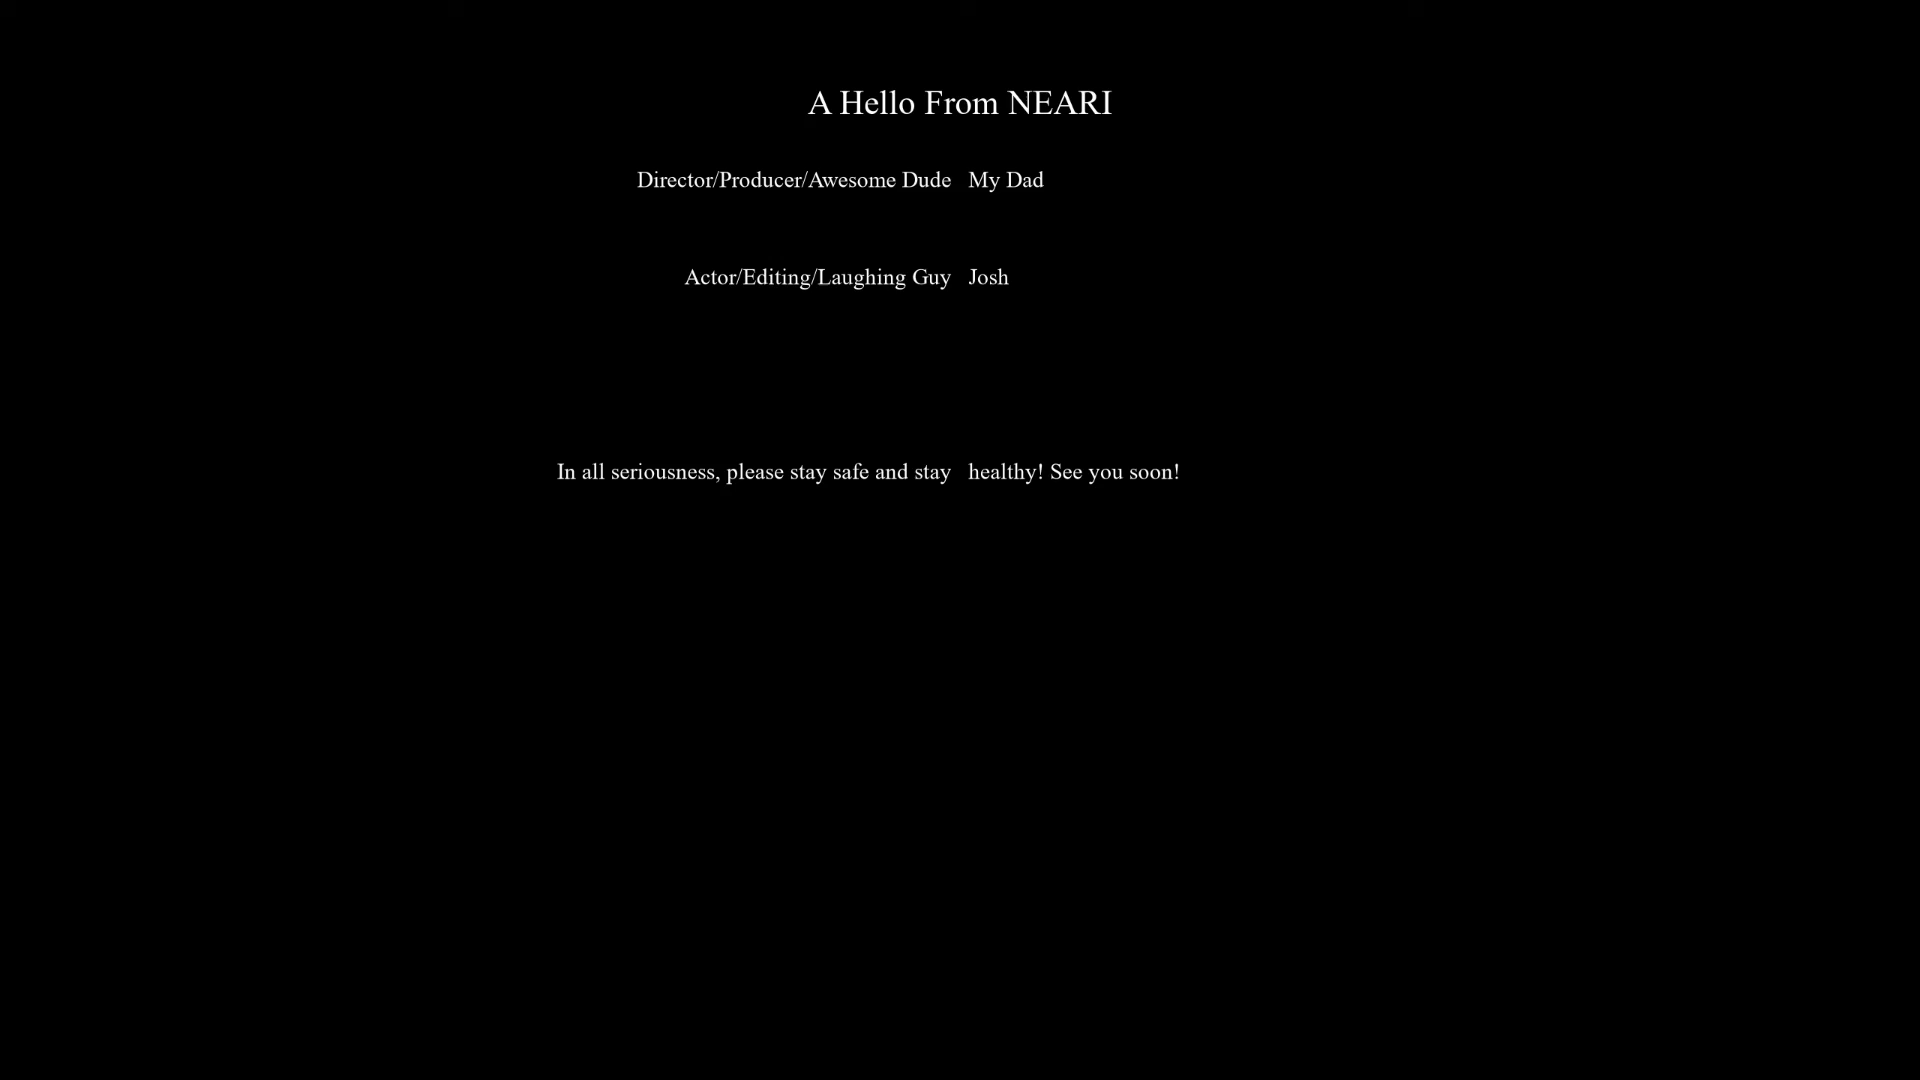 A Hello From NEARI
Director/Producer/Awesome Dude My Dad
Actor/Editing/Laughing Guy Josh
In all seriousness, please stay safe and stay healthy! See you soon!